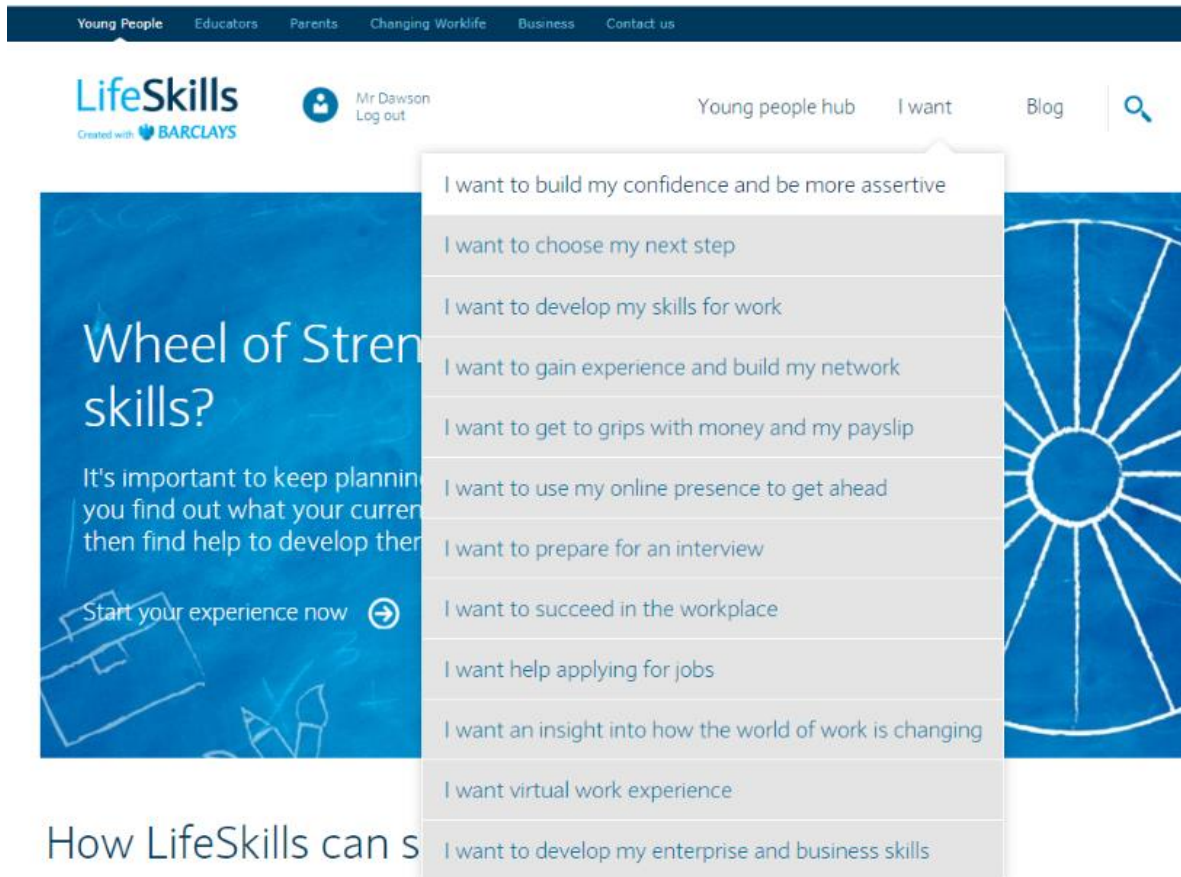 Young People Educators Parents Changing Worklife Business Contact us
LifeSkills
Created with BARCLAYS
Mr Dawson
Log out
Young people hub I want Blog
I want to build my confidence and be more assertive
I want to choose my next step
I want to develop my skills for work
I want to gain experience and build my network
I want to get to grips with money and my payslip
I want to use my online presence to get ahead
I want to prepare for an interview
I want to succeed in the workplace
I want help applying for jobs
I want an insight into how the world of work is changing
I want virtual work experience
I want to develop my enterprise and business skills
Wheel of Stren
skills?
It's important to keep plannin
you find out what your curren
then find help to develop
Start your experience now
How LifeSkills can s